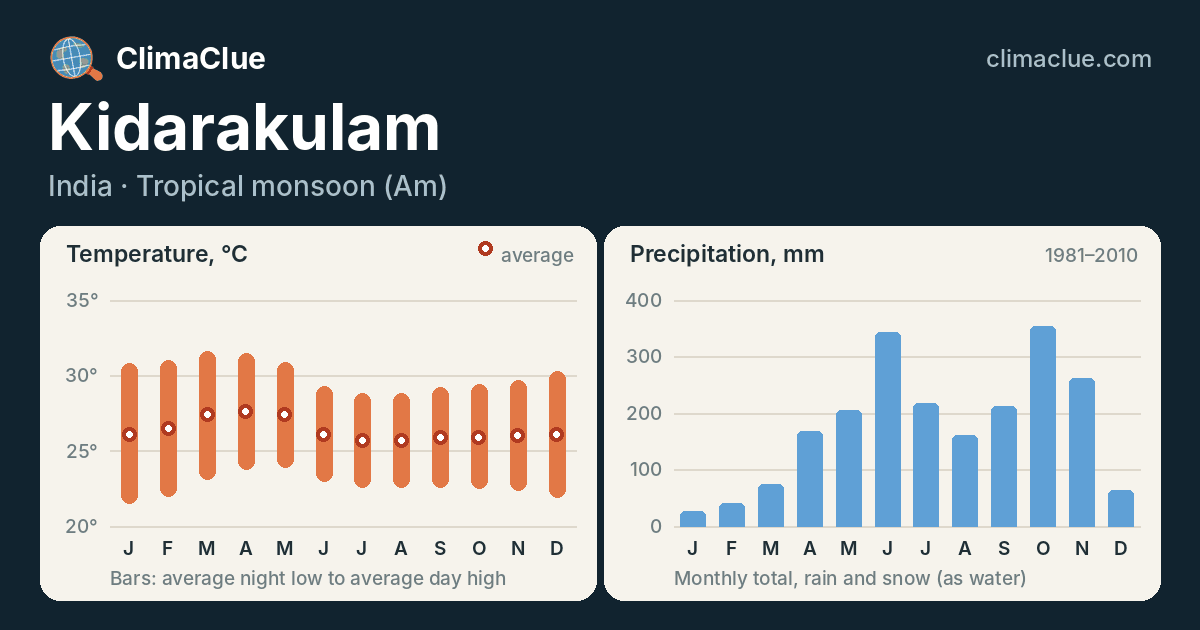 ClimaClue
climaclue.com
Kidarakulam
India · Tropical monsoon (Am)
Temperature, °C
average
35°
30°
25°
20°
J F M A M J J A S O N D
Bars: average night low to average day high
Precipitation, mm
1981–2010
400
300
200
100
0
J F M A M J J A S O N D
Monthly total, rain and snow (as water)